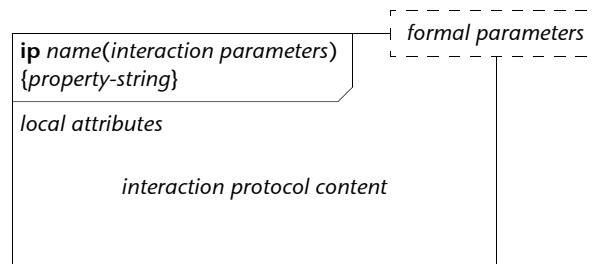 formal parameters
ip name(interaction parameters)
{property-string}
local attributes
interaction protocol content